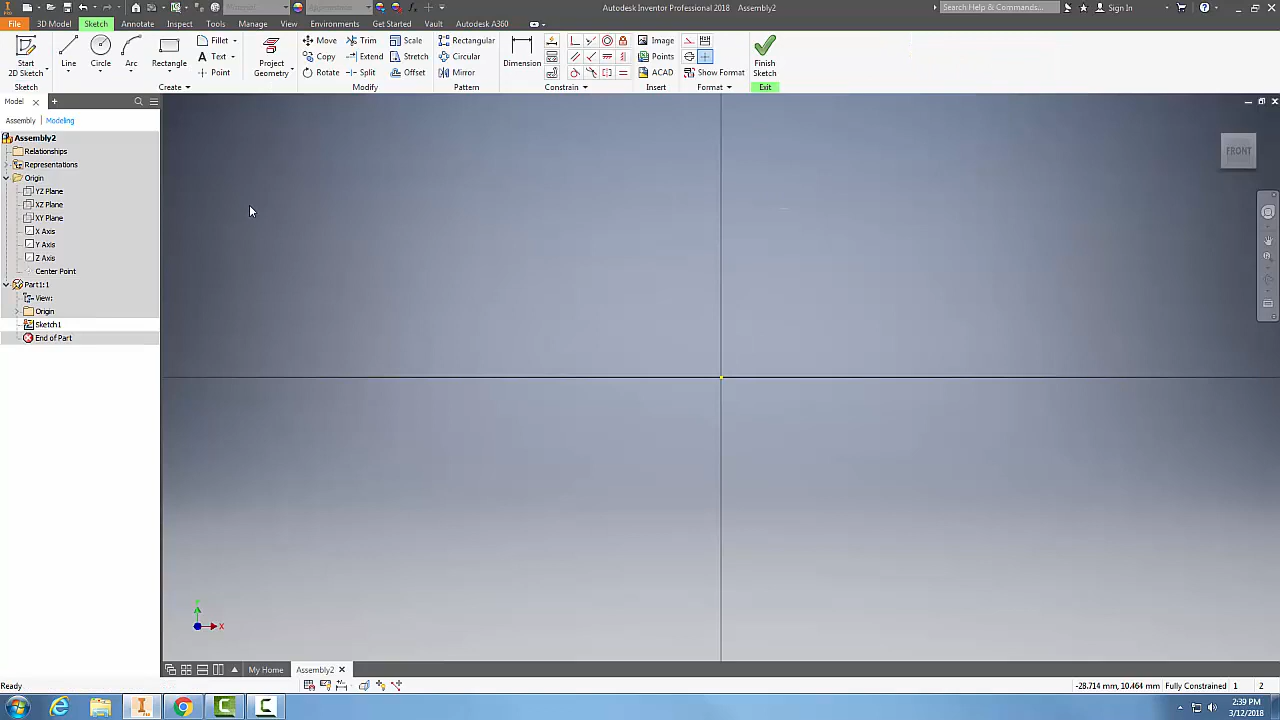 Autodesk Inventor Professional 2018 Assembly2
Search Help & Commands...
Sign In
File 3D Model Sketch Annotate Inspect Tools Manage View Environments Get Started Vault Autodesk A360
Start
2D Sketch
Line
Circle
Arc
Rectangle
Fillet
Text
Point
Project
Geometry
Move
Copy
Rotate
Trim
Extend
Split
Scale
Stretch
Offset
Rectangular
Circular
Mirror
Dimension
Image
Points
ACAD
Show Format
Finish
Sketch
Sketch Create Modify Pattern Constrain Insert Format Exit
Model
Assembly Modeling
Assembly2
Relationships
Representations
Origin
YZ Plane
XZ Plane
XY Plane
X Axis
Y Axis
Z Axis
Center Point
Part1:1
View:
Origin
Sketch1
End of Part
FRONT
X
My Home Assembly2
Ready
-28.714 mm, 10.464 mm Fully Constrained 1 2
2:39 PM
3/12/2018